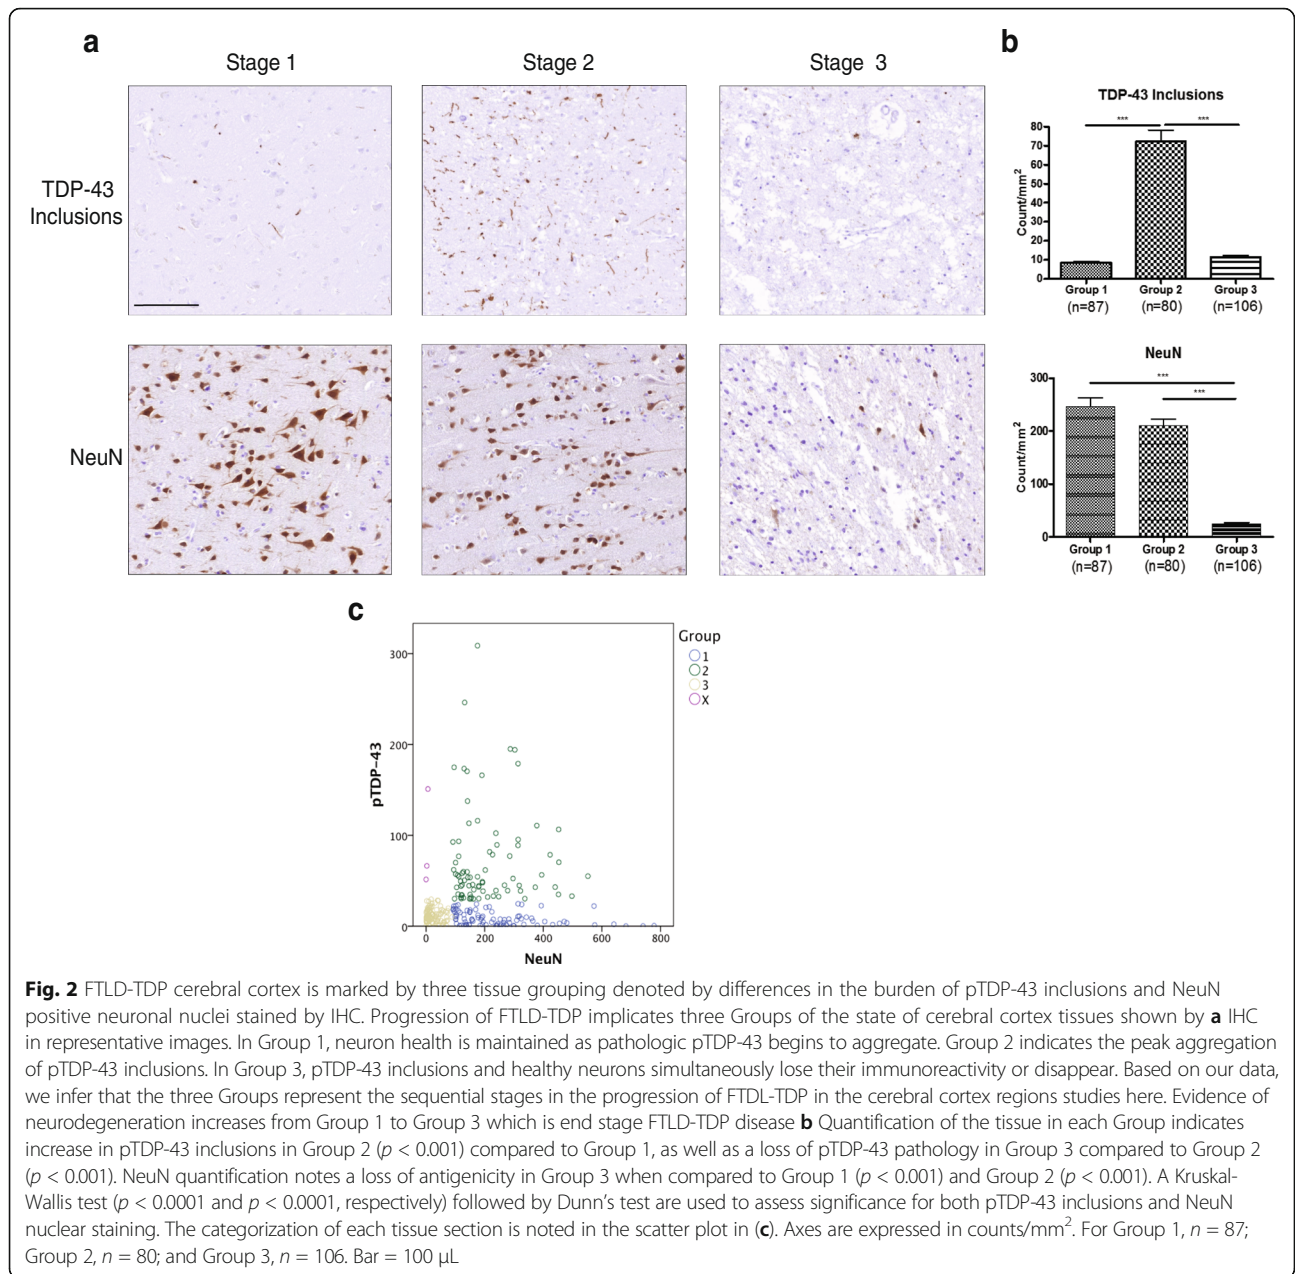 a
Stage 1
Stage 2
Stage 3
TDP-43
Inclusions
NeuN
b
TDP-43 Inclusions
***
***
Count/mm2
80
70
60
50
40
30
20
10
0
Group 1
Group 2
Group 3
(n=87)
(n=80)
(n=106)
NeuN
***
***
Count/mm2
300
200
100
0
Group 1
Group 2
Group 3
(n=87)
(n=80)
(n=106)
c
pTDP-43
300
200
100
0
0
200
400
600
800
NeuN
Group
1
2
3
X
Fig. 2 FTLD-TDP cerebral cortex is marked by three tissue grouping denoted by differences in the burden of pTDP-43 inclusions and NeuN
positive neuronal nuclei stained by IHC. Progression of FTLD-TDP implicates three Groups of the state of cerebral cortex tissues shown by a IHC
in representative images. In Group 1, neuron health is maintained as pathologic pTDP-43 begins to aggregate. Group 2 indicates the peak aggregation
of pTDP-43 inclusions. In Group 3, pTDP-43 inclusions and healthy neurons simultaneously lose their immunoreactivity or disappear. Based on our data,
we infer that the three Groups represent the sequential stages in the progression of FTDL-TDP in the cerebral cortex regions studies here. Evidence of
neurodegeneration increases from Group 1 to Group 3 which is end stage FTLD-TDP disease b Quantification of the tissue in each Group indicates
increase in pTDP-43 inclusions in Group 2 (p < 0.001) compared to Group 1, as well as a loss of pTDP-43 pathology in Group 3 compared to Group 2
(p < 0.001). NeuN quantification notes a loss of antigenicity in Group 3 when compared to Group 1 (p < 0.001) and Group 2 (p < 0.001). A Kruskal-
Wallis test (p < 0.0001 and p < 0.0001, respectively) followed by Dunn's test are used to assess significance for both pTDP-43 inclusions and NeuN
nuclear staining. The categorization of each tissue section is noted in the scatter plot in (c). Axes are expressed in counts/mm2. For Group 1, n = 87;
Group 2, n = 80; and Group 3, n = 106. Bar = 100 μL